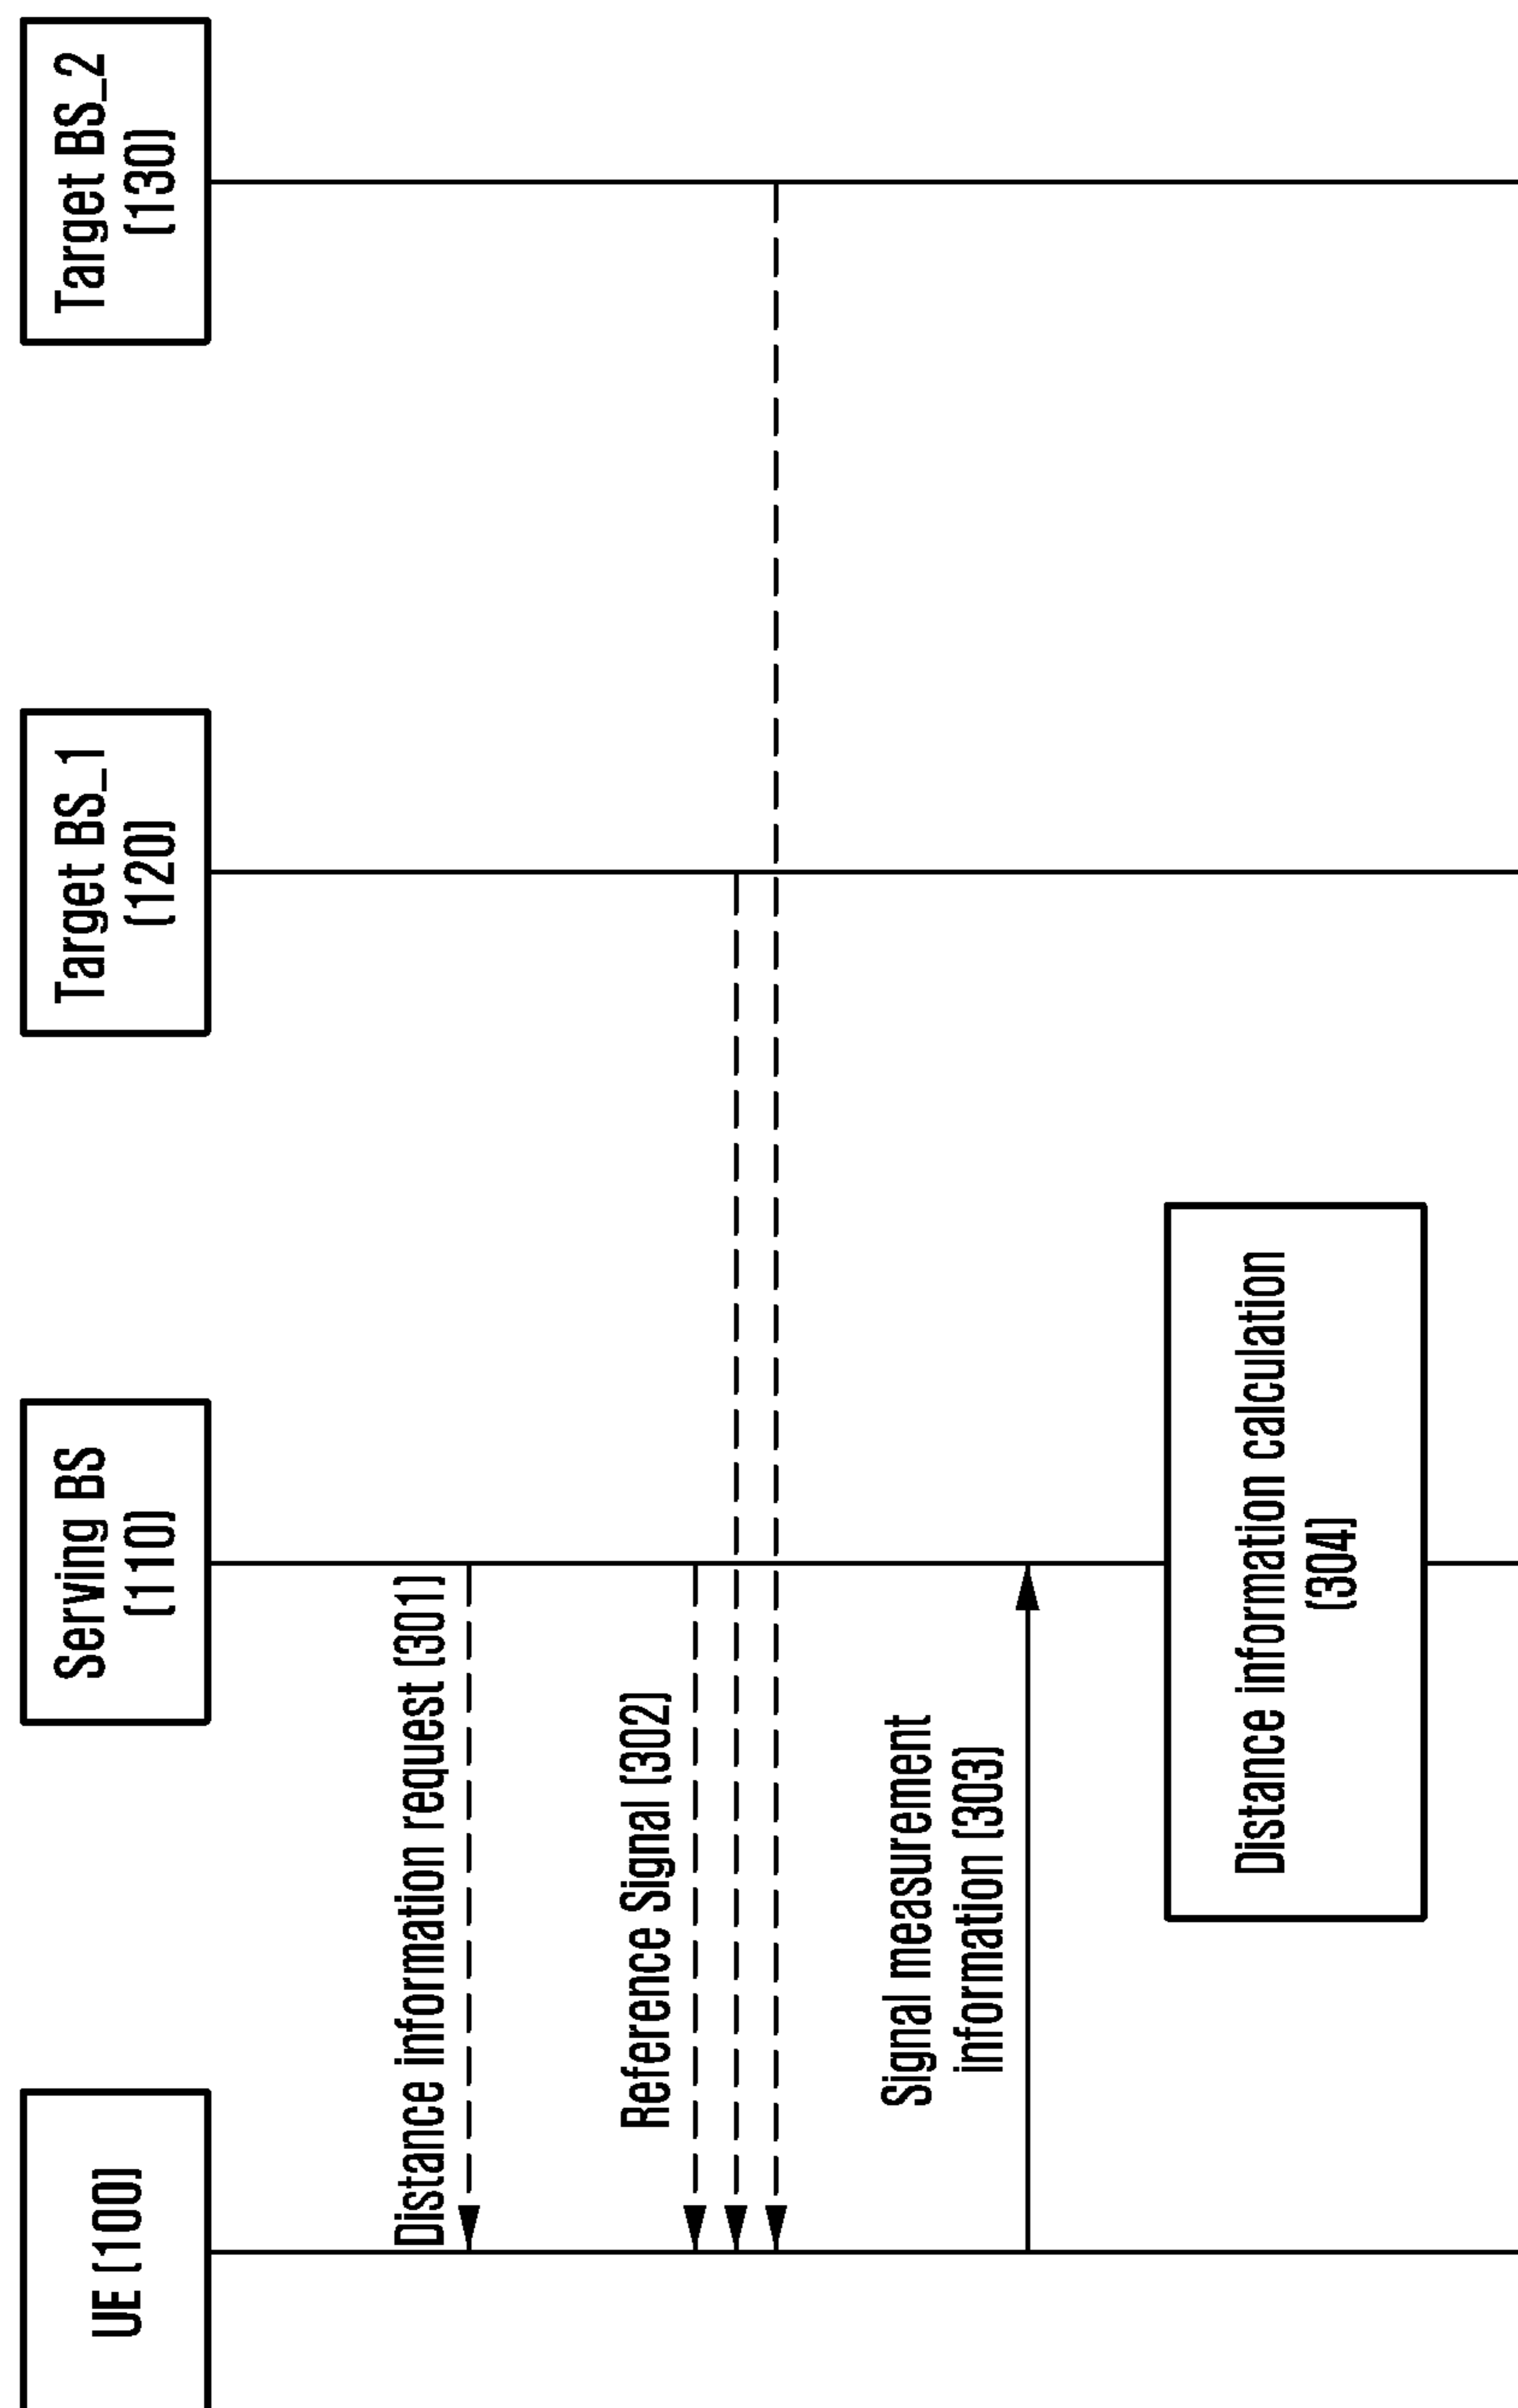 UE (100)
Serving BS
(110)
Target BS_1
(120)
Target BS_2
(130)
Distance information request (301)
Reference Signal (302)
Signal measurement
information (303)
Distance information calculation
(304)